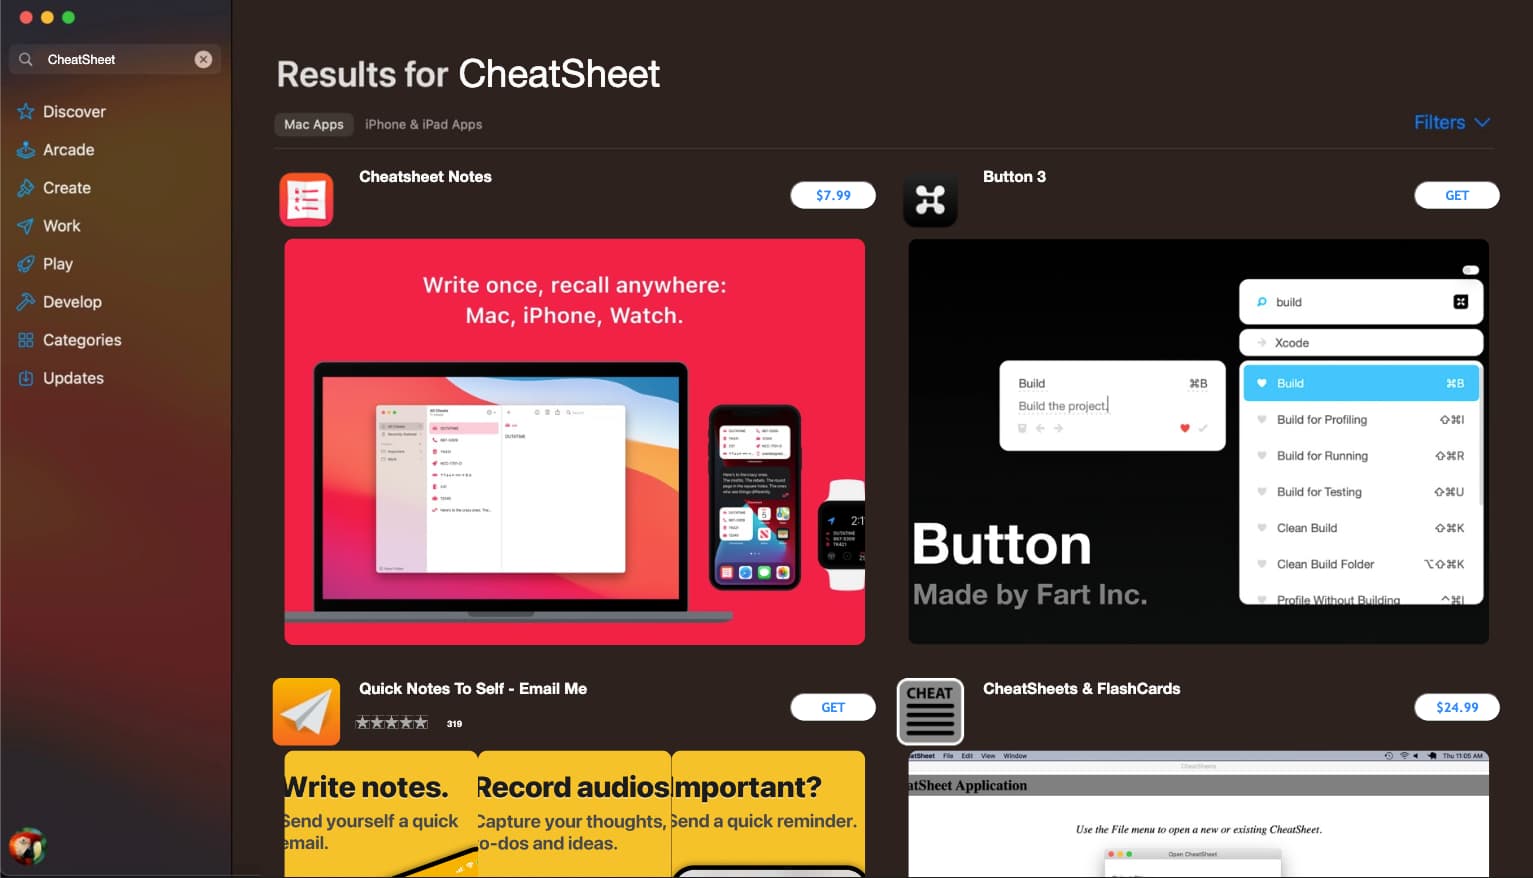 CheatSheet
Discover
Arcade
Create
Work
Play
Develop
Categories
Updates
Results for CheatSheet
Mac Apps
iPhone & iPad Apps
Filters
Cheatsheet Notes
$7.99
Write once, recall anywhere:
Mac, iPhone, Watch.
Button 3
GET
build
Xcode
Build ⌘B
Build the project.
Build ⌘B
Build for Profiling ⇧⌘I
Build for Running ⇧⌘R
Build for Testing ⇧⌘U
Clean Build ⇧⌘K
Clean Build Folder ⌥⇧⌘K
Profile Without Building ^⌘I
Button
Made by Fart Inc.
Quick Notes To Self - Email Me
319
GET
Write notes.
Send yourself a quick
email.
Record audios
Capture your thoughts,
to-dos and ideas.
Important?
Send a quick reminder.
CHEAT
CheatSheets & FlashCards
$24.99
eatSheet File Edit View Window
Thu 11:05 AM
CheatSheets
atSheet Application
Use the File menu to open a new or existing CheatSheet.
Open CheatSheet